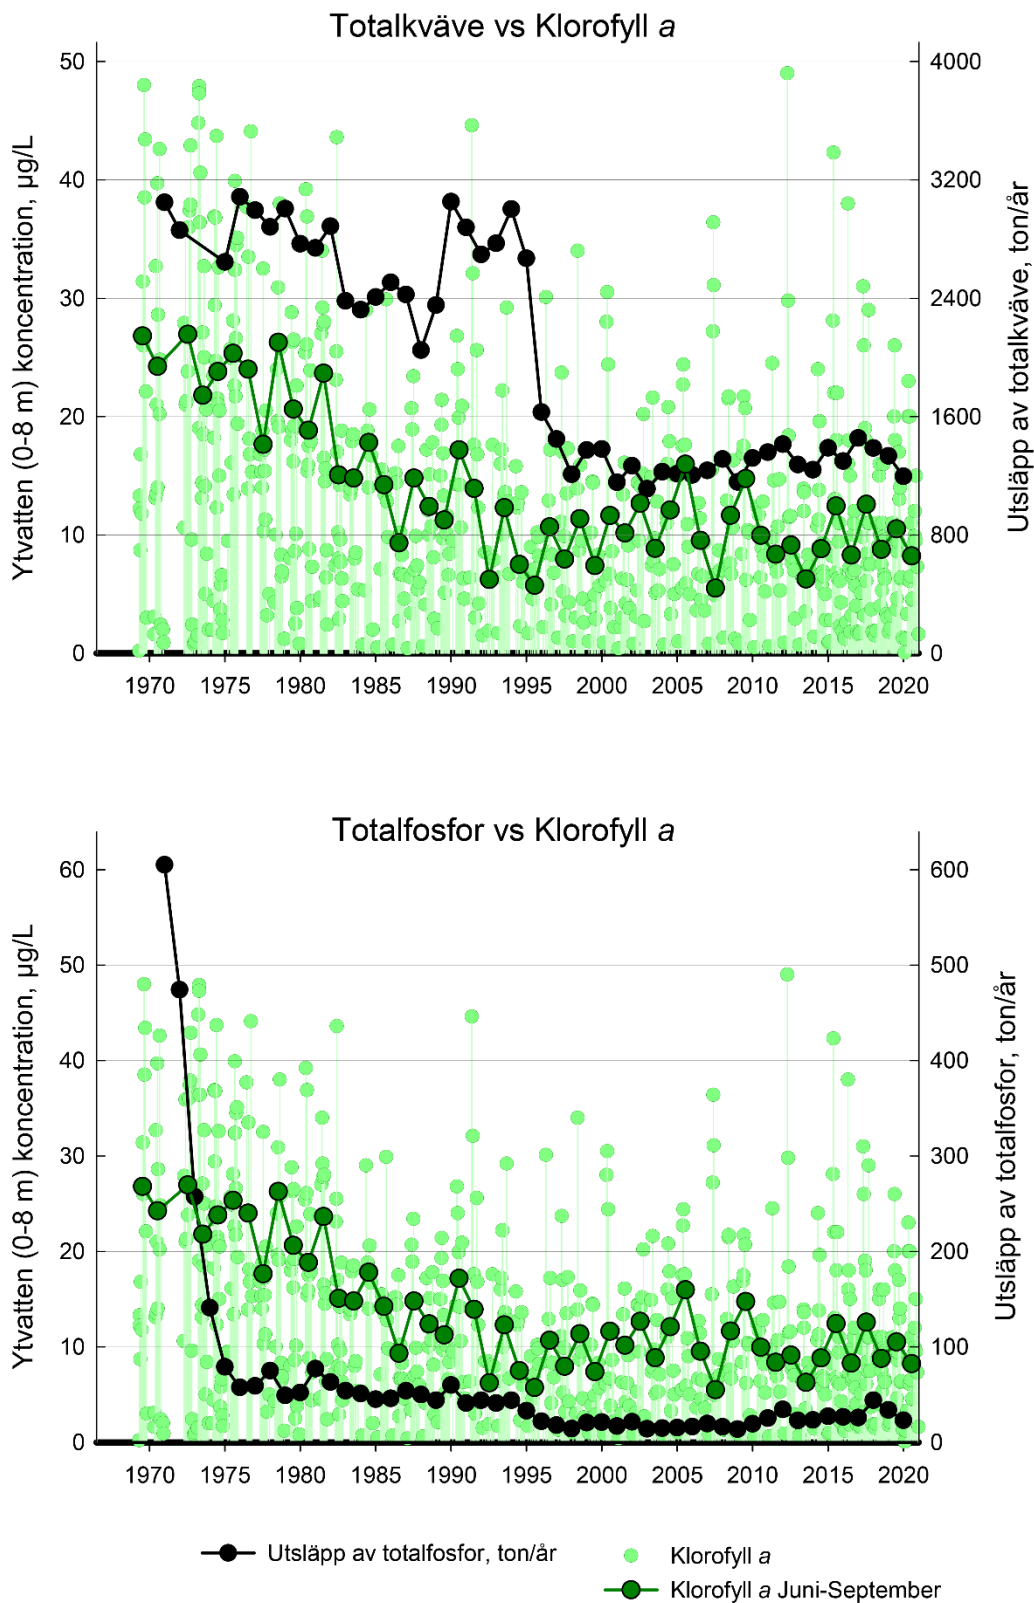 Totalkväve vs Klorofyll a
50
40
30
20
10
0
Ytvatten (0-8 m) koncentration, µg/L
4000
3200
2400
1600
800
0
Utsläpp av totalkväve, ton/år
1970 1975 1980 1985 1990 1995 2000 2005 2010 2015 2020
Totalfosfor vs Klorofyll a
60
50
40
30
20
10
0
Ytvatten (0-8 m) koncentration, µg/L
600
500
400
300
200
100
0
Utsläpp av totalfosfor, ton/år
1970 1975 1980 1985 1990 1995 2000 2005 2010 2015 2020
Utsläpp av totalfosfor, ton/år
Klorofyll a
Klorofyll a Juni-September